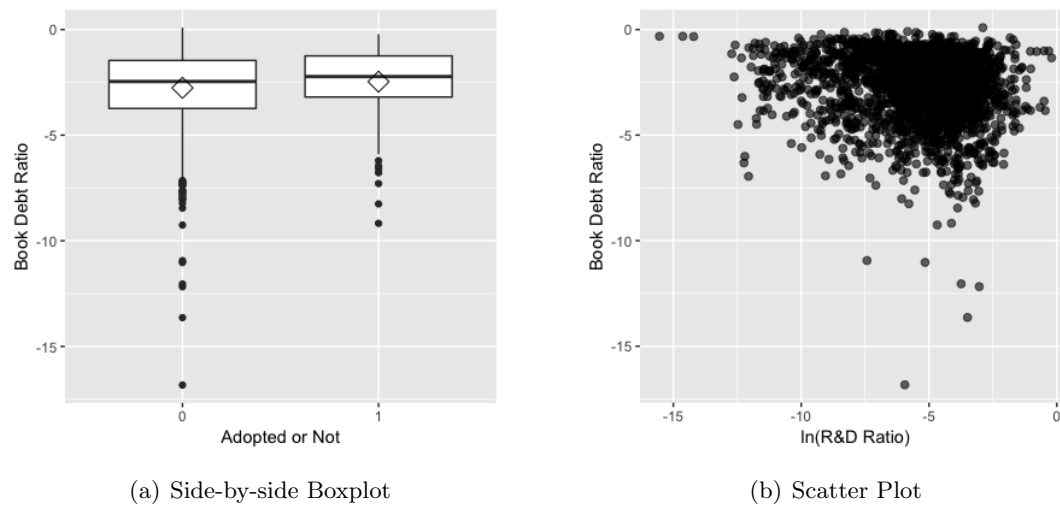 0
-5
-10
-15
Book Debt Ratio
0
1
Adopted or Not
(a) Side-by-side Boxplot
0
-5
-10
-15
Book Debt Ratio
-15
-10
-5
0
ln(R&D Ratio)
(b) Scatter Plot